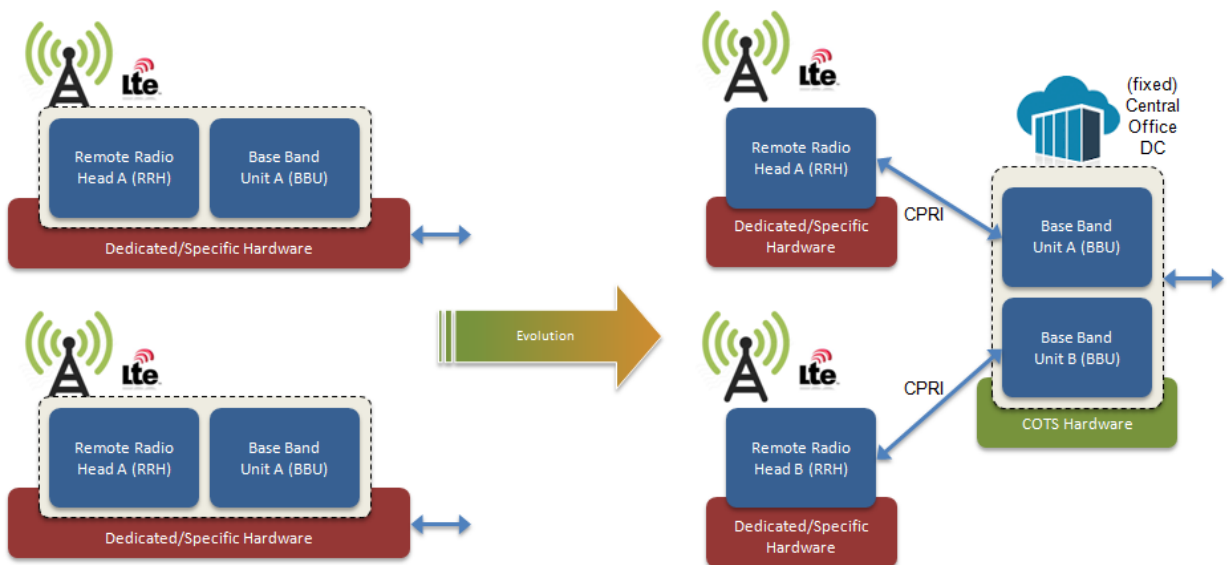 Lte
Remote Radio
Head A (RRH)
Base Band
Unit A (BBU)
Dedicated/Specific Hardware
Lte
Remote Radio
Head A (RRH)
Base Band
Unit A (BBU)
Dedicated/Specific Hardware
Evolution
Lte
Remote Radio
Head A (RRH)
Dedicated/Specific
Hardware
CPRI
Lte
Remote Radio
Head B (RRH)
Dedicated/Specific
Hardware
CPRI
(fixed)
Central
Office
DC
Base Band
Unit A (BBU)
Base Band
Unit B (BBU)
COTS Hardware